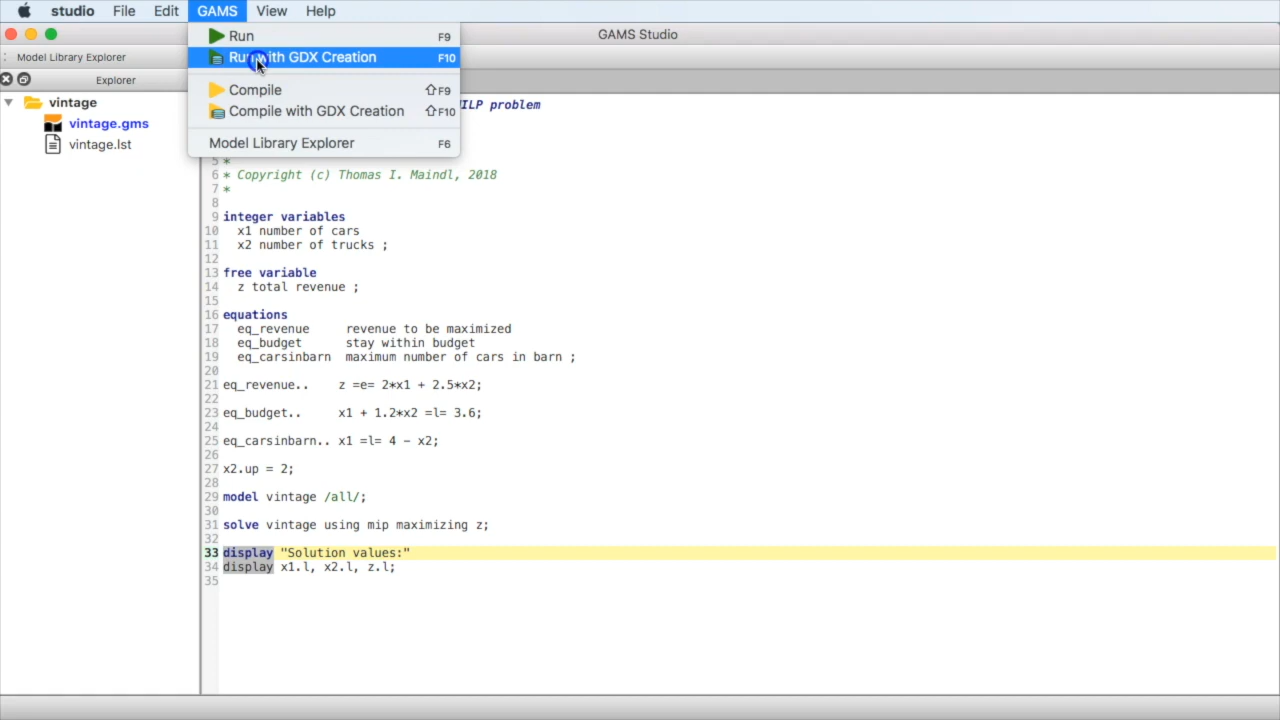 studio File Edit GAMS View Help
GAMS Studio
Model Library Explorer
Explorer
vintage
vintage.gms
vintage.lst
Run F9
Run with GDX Creation F10
Compile ⇧F9
Compile with GDX Creation ⇧F10
Model Library Explorer F6
problem
5 *
6 * Copyright (c) Thomas I. Maindl, 2018
7 *
8
9 integer variables
10 x1 number of cars
11 x2 number of trucks ;
12
13 free variable
14 z total revenue ;
15
16 equations
17 eq_revenue revenue to be maximized
18 eq_budget stay within budget
19 eq_carsinbarn maximum number of cars in barn ;
20
21 eq_revenue.. z =e= 2*x1 + 2.5*x2;
22
23 eq_budget.. x1 + 1.2*x2 =l= 3.6;
24
25 eq_carsinbarn.. x1 =l= 4 - x2;
26
27 x2.up = 2;
28
29 model vintage /all/;
30
31 solve vintage using mip maximizing z;
32
33 display "Solution values:"
34 display x1.l, x2.l, z.l;
35